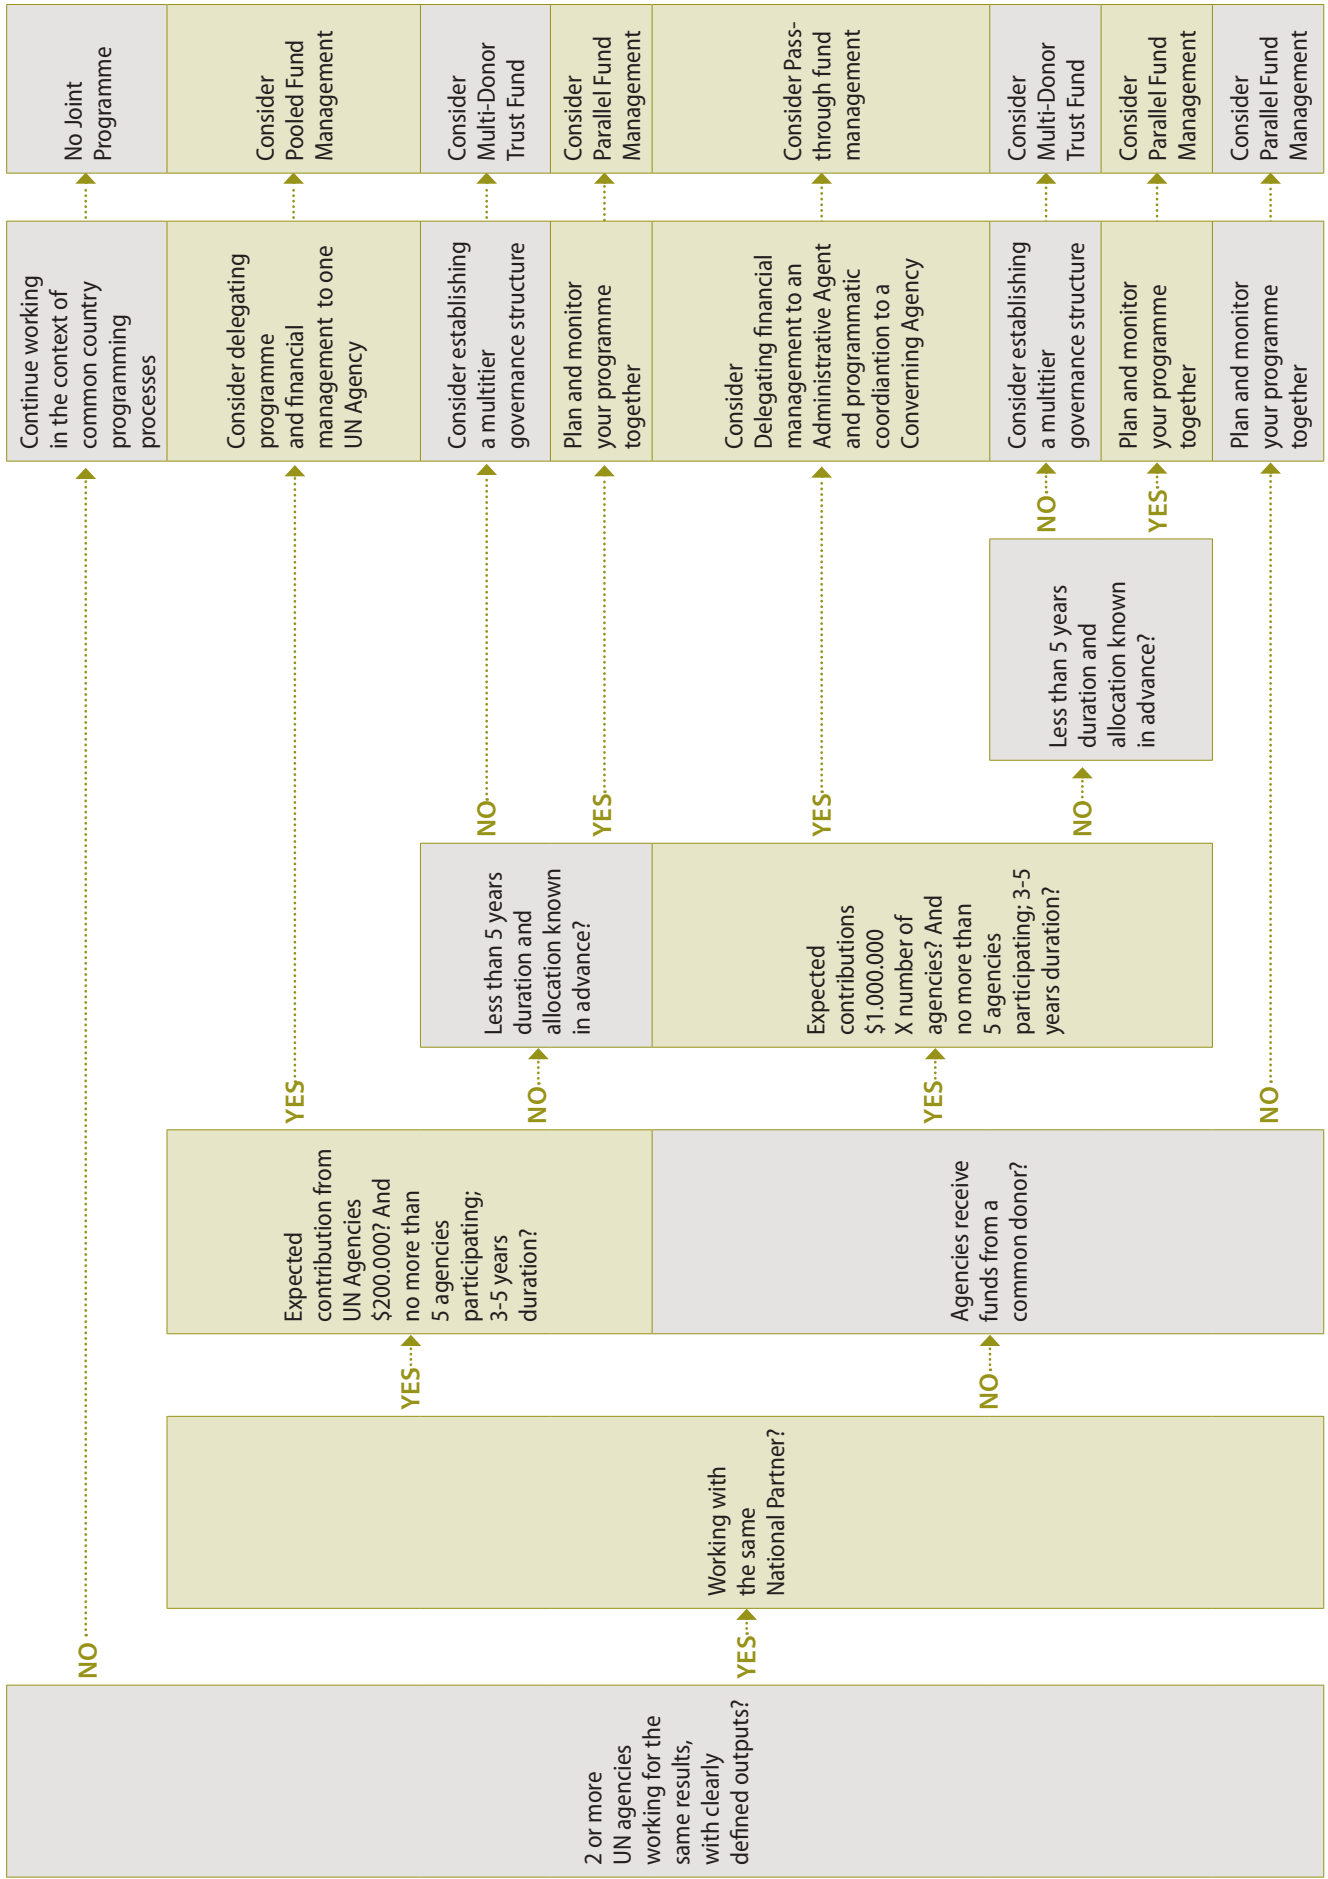 2 or more
UN agencies
working for the
same results,
with clearly
defined outputs?
NO
YES
Working with
the same
National Partner?
YES
NO
Expected
contribution from
UN Agencies
$200.000? And
no more than
5 agencies
participating;
3-5 years
duration?
Agencies receive
funds from a
common donor?
YES
NO
YES
NO
Less than 5 years
duration and
allocation known
in advance?
Expected
contributions
$1.000.000
X number of
agencies? And
no more than
5 agencies
participating; 3-5
years duration?
NO
YES
YES
NO
Less than 5 years
duration and
allocation known
in advance?
NO
YES
Continue working
in the context of
common country
programming
processes
Consider delegating
programme
and financial
management to one
UN Agency
Consider establishing
a multitier
governance structure
Plan and monitor
your programme
together
Consider
Delegating financial
management to an
Administrative Agent
and programmatic
coordiantion to a
Converning Agency
Consider establishing
a multitier
governance structure
Plan and monitor
your programme
together
Plan and monitor
your programme
together
No Joint
Programme
Consider
Pooled Fund
Management
Consider
Multi-Donor
Trust Fund
Consider
Parallel Fund
Management
Consider Pass-
through fund
management
Consider
Multi-Donor
Trust Fund
Consider
Parallel Fund
Management
Consider
Parallel Fund
Management